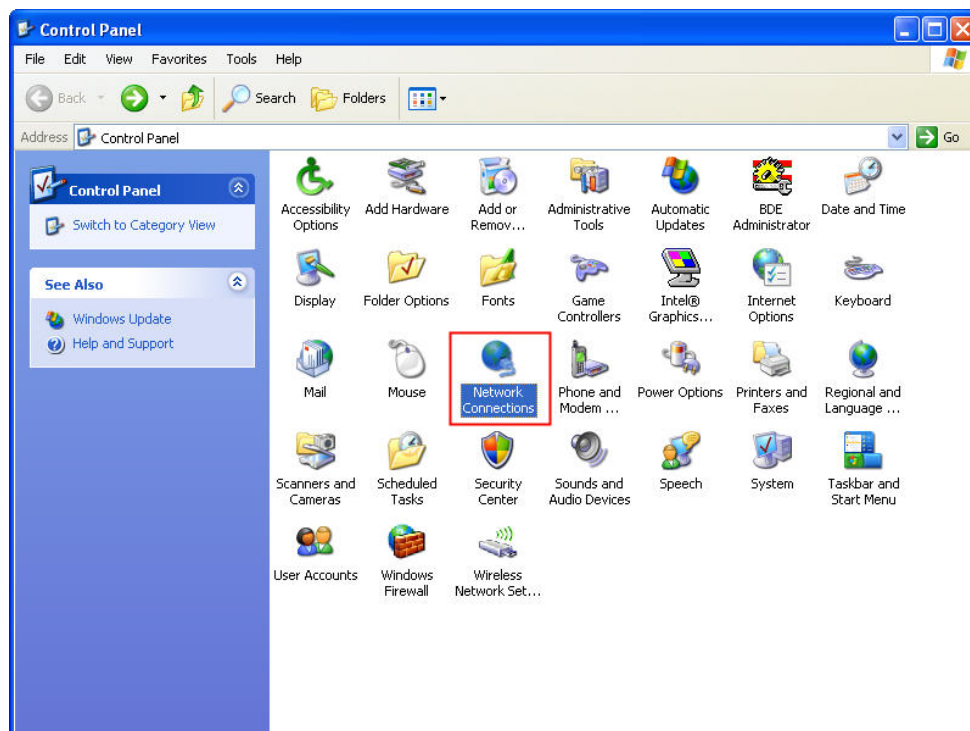 Control Panel
File Edit View Favorites Tools Help
Back Search Folders
Address Control Panel Go
Control Panel
Switch to Category View
See Also
Windows Update
Help and Support
Accessibility Options
Add Hardware
Add or Remov...
Administrative Tools
Automatic Updates
BDE Administrator
Date and Time
Display
Folder Options
Fonts
Game Controllers
Intel® Graphics...
Internet Options
Keyboard
Mail
Mouse
Network Connections
Phone and Modem ...
Power Options
Printers and Faxes
Regional and Language ...
Scanners and Cameras
Scheduled Tasks
Security Center
Sounds and Audio Devices
Speech
System
Taskbar and Start Menu
User Accounts
Windows Firewall
Wireless Network Set...